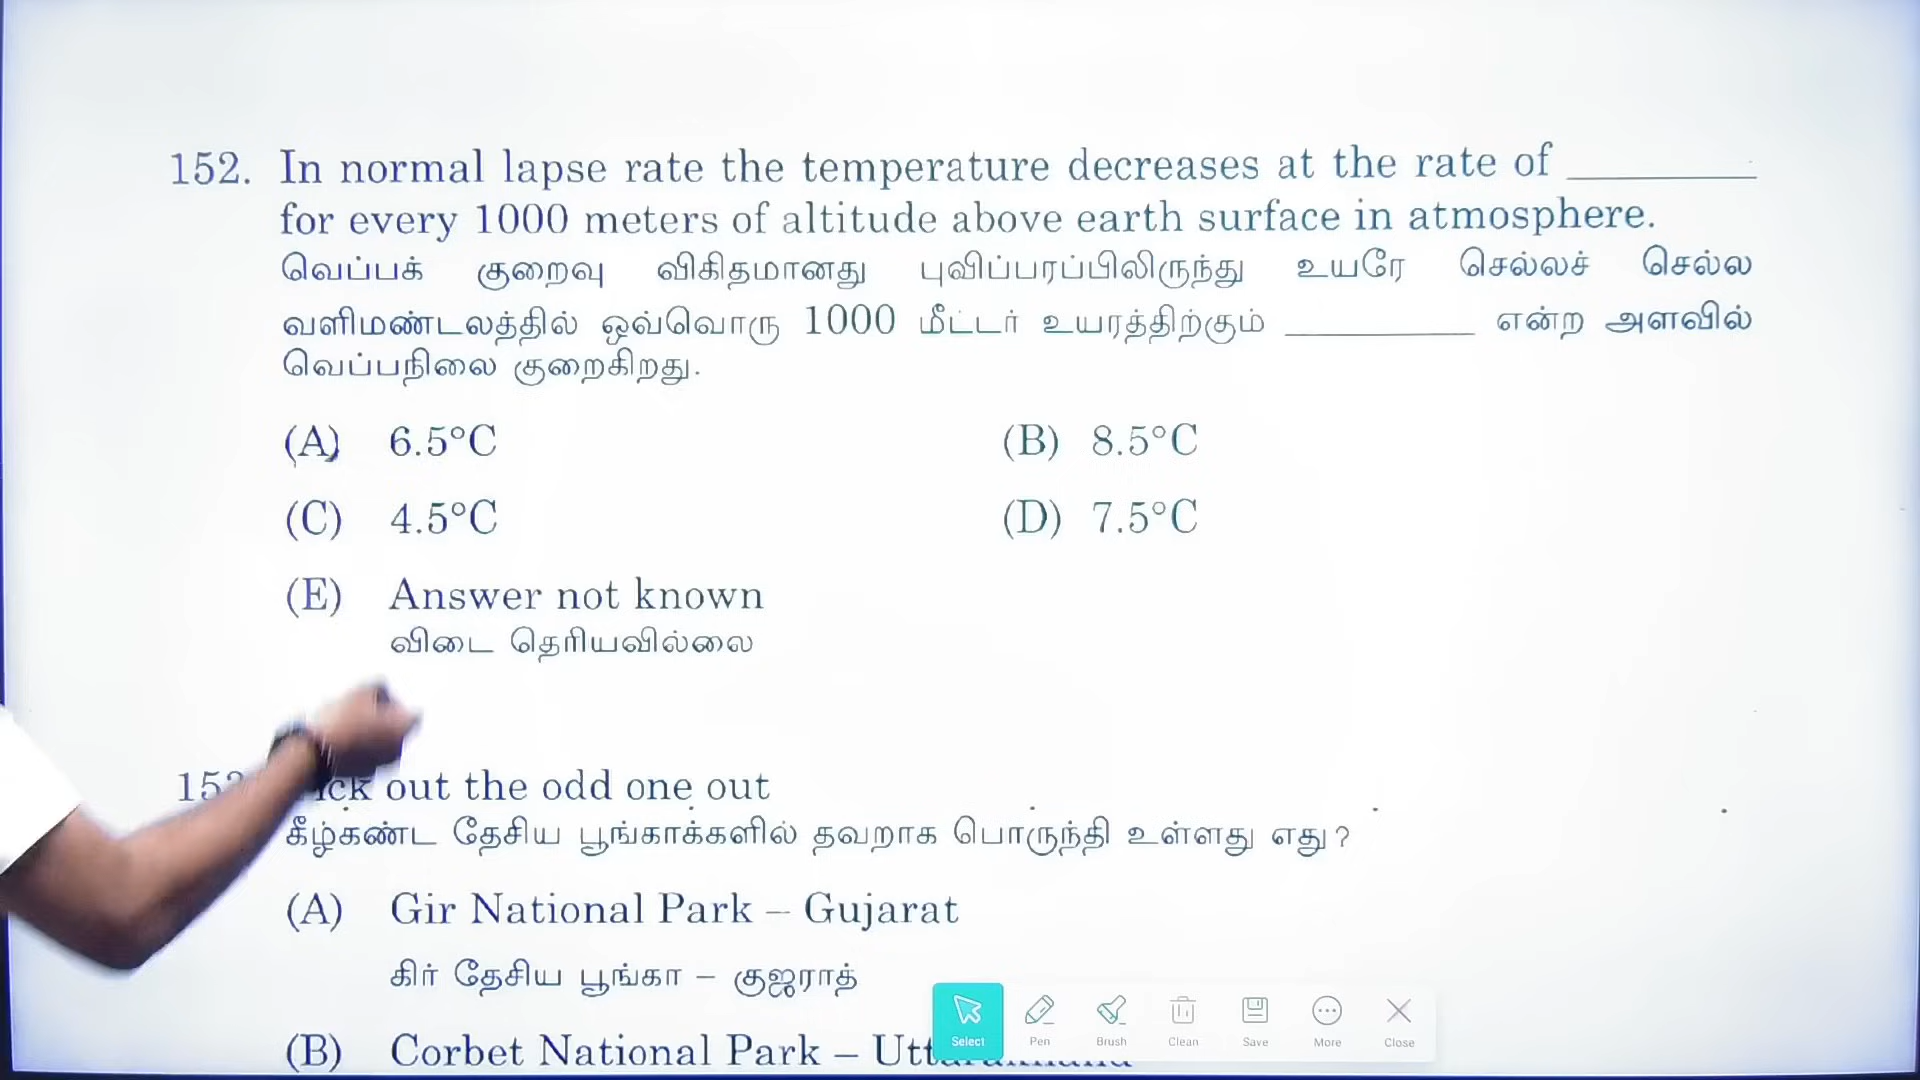 152. In normal lapse rate the temperature decreases at the rate of ________
for every 1000 meters of altitude above earth surface in atmosphere.
வெப்பக் குறைவு விகிதமானது புவிப்பரப்பிலிருந்து உயரே செல்லச் செல்ல
வளிமண்டலத்தில் ஒவ்வொரு 1000 மீட்டர் உயரத்திற்கும் ________ என்ற அளவில்
வெப்பநிலை குறைகிறது.
(A) 6.5°C (B) 8.5°C
(C) 4.5°C (D) 7.5°C
(E) Answer not known
விடை தெரியவில்லை
out the odd one out
கீழ்கண்ட தேசிய பூங்காக்களில் தவறாக பொருந்தி உள்ளது எது?
(A) Gir National Park – Gujarat
கிர் தேசிய பூங்கா – குஜராத்
(B) Corbet National Park –
Select Pen Brush Clean Save More Close